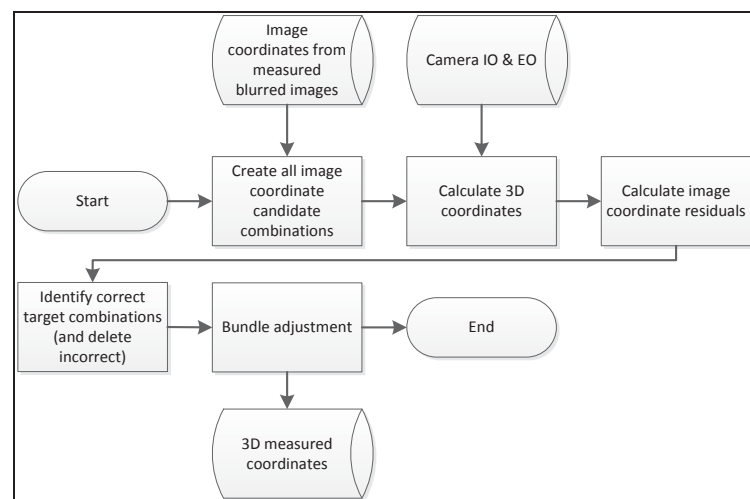 Image
coordinates from
measured
blurred images
Camera IO & EO
Start
Create all image
coordinate
candidate
combinations
Calculate 3D
coordinates
Calculate image
coordinate residuals
Identify correct
target combinations
(and delete
incorrect)
Bundle adjustment
End
3D measured
coordinates